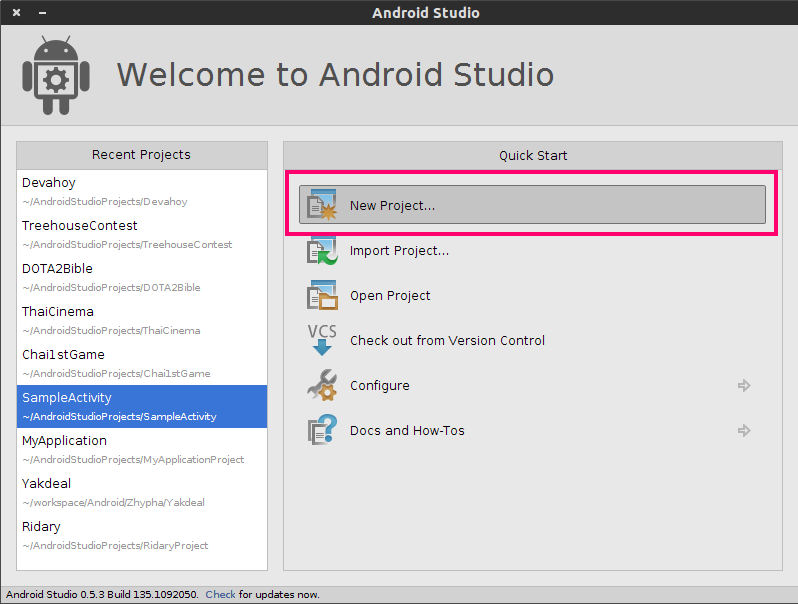 Android Studio
Welcome to Android Studio
Recent Projects
Devahoy
~/AndroidStudioProjects/Devahoy
TreehouseContest
~/AndroidStudioProjects/TreehouseContest
DOTA2Bible
~/AndroidStudioProjects/DOTA2Bible
ThaiCinema
~/AndroidStudioProjects/ThaiCinema
Chai1stGame
~/AndroidStudioProjects/Chai1stGame
SampleActivity
~/AndroidStudioProjects/SampleActivity
MyApplication
~/AndroidStudioProjects/MyApplicationProject
Yakdeal
~/workspace/Android/Zhypha/Yakdeal
Ridary
~/AndroidStudioProjects/RidaryProject
Quick Start
New Project...
Import Project...
Open Project
VCS
Check out from Version Control
Configure
Docs and How-Tos
Android Studio 0.5.3 Build 135.1092050. Check for updates now.